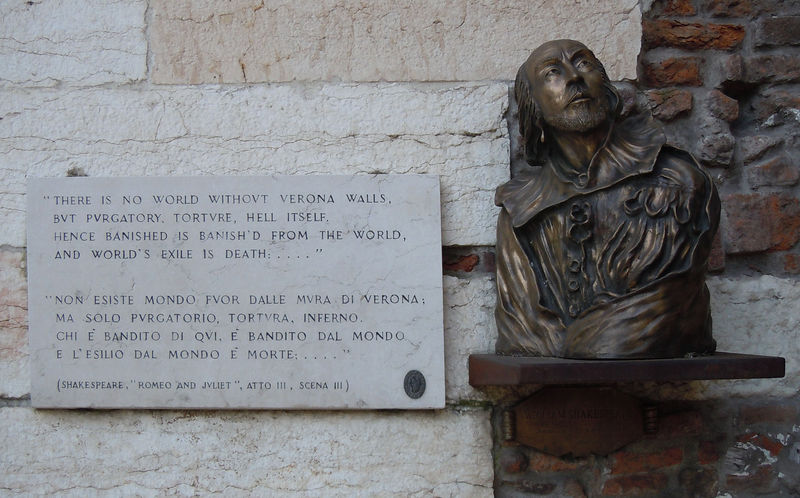 "THERE IS NO WORLD WITHOVT VERONA WALLS,
BVT PVRGATORY, TORTVRE, HELL ITSELF.
HENCE BANISHED IS BANISH'D FROM THE WORLD,
AND WORLD'S EXILE IS DEATH: . . . . "
"NON ESISTE MONDO FVOR DALLE MVRA DI VERONA;
MA SOLO PVRGATORIO, TORTVRA, INFERNO.
CHI È BANDITO DI QVI, È BANDITO DAL MONDO
E L'ESILIO DAL MONDO È MORTE: . . . . "
(SHAKESPEARE, "ROMEO AND JVLIET", ATTO III, SCENA III)
WILLIAM SHAKESPEARE